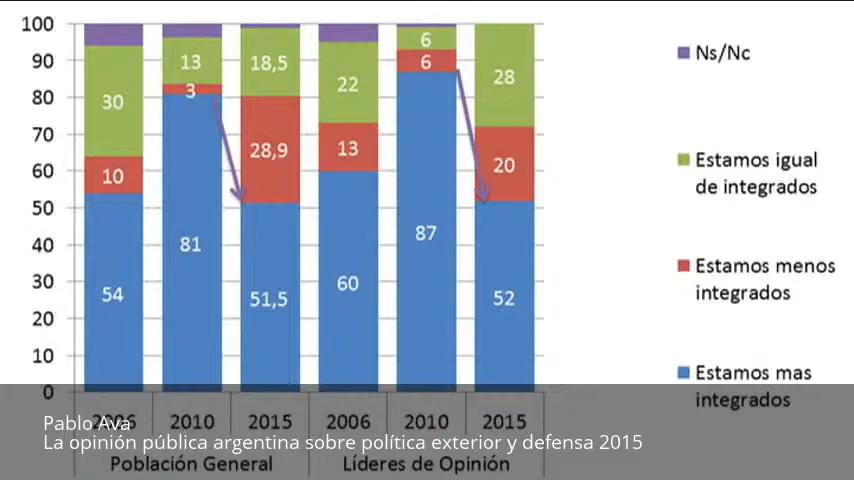 100
90
80
70
60
50
40
30
20
10
0
30
10
54
13
3
81
18,5
28,9
51,5
22
13
60
6
6
87
28
20
52
Ns/Nc
Estamos igual
de integrados
Estamos menos
integrados
Estamos mas
integrados
2006 2010 2015 2006 2010 2015
Población General Líderes de Opinión
Pablo Ava
La opinión pública argentina sobre política exterior y defensa 2015